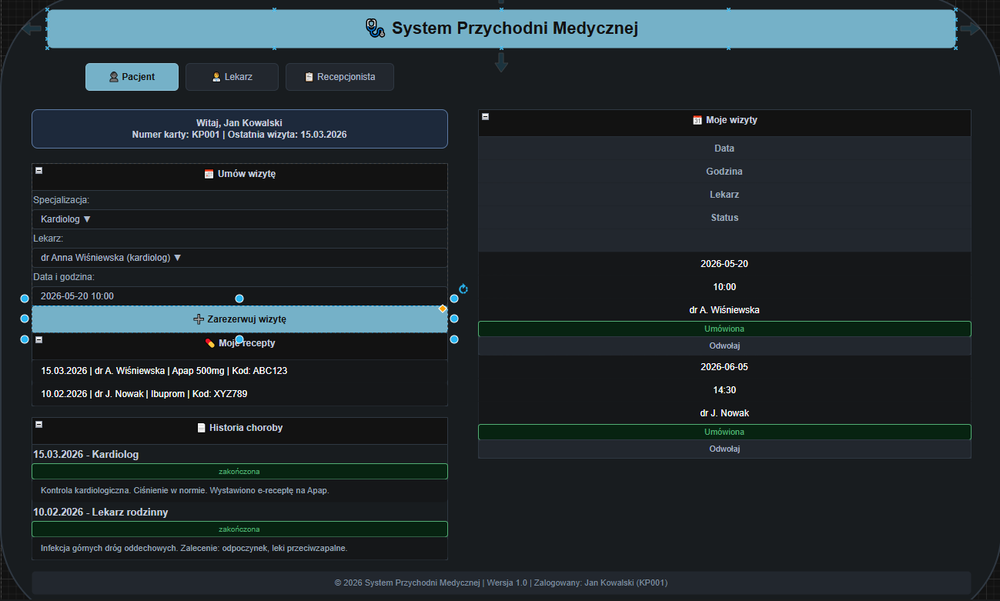 System Przychodni Medycznej
Pacjent
Lekarz
Recepcjonista
Witaj, Jan Kowalski
Numer karty: KP001 | Ostatnia wizyta: 15.03.2026
Umów wizytę
Specjalizacja:
Kardiolog ▼
Lekarz:
dr Anna Wiśniewska (kardiolog) ▼
Data i godzina:
2026-05-20 10:00
Zarezerwuj wizytę
Moje recepty
15.03.2026 | dr A. Wiśniewska | Apap 500mg | Kod: ABC123
10.02.2026 | dr J. Nowak | Ibuprom | Kod: XYZ789
Historia choroby
15.03.2026 - Kardiolog
zakończona
Kontrola kardiologiczna. Ciśnienie w normie. Wystawiono e-receptę na Apap.
10.02.2026 - Lekarz rodzinny
zakończona
Infekcja górnych dróg oddechowych. Zalecenie: odpoczynek, leki przeciwzapalne.
Moje wizyty
Data
Godzina
Lekarz
Status
2026-05-20
10:00
dr A. Wiśniewska
Umówiona
Odwołaj
2026-06-05
14:30
dr J. Nowak
Umówiona
Odwołaj
© 2026 System Przychodni Medycznej | Wersja 1.0 | Zalogowany: Jan Kowalski (KP001)